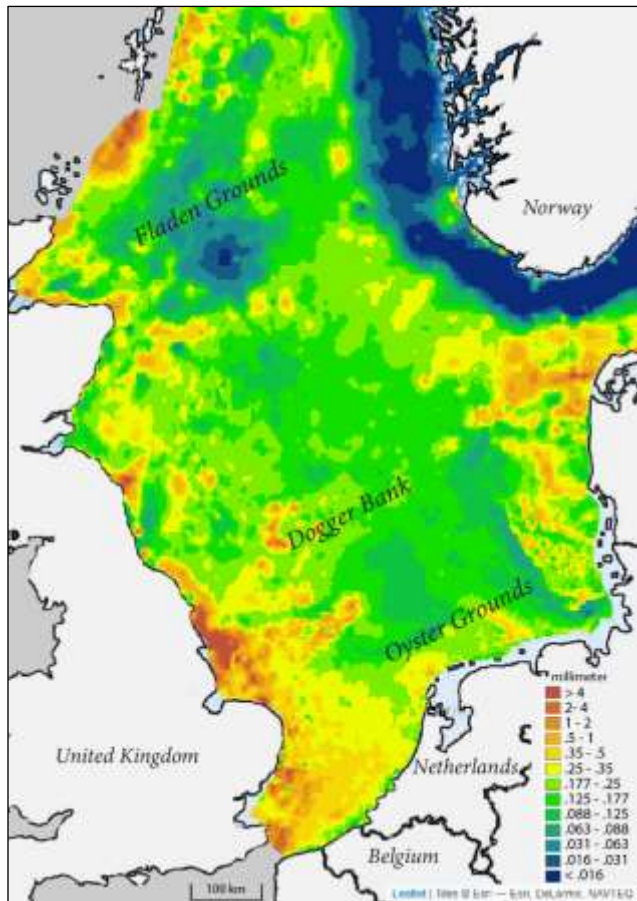 Fladen Grounds
Norway
Dogger Bank
Oyster Grounds
millimeter
> 4
2 - 4
1 - 2
.5 - 1
.35 - .5
.25 - .35
.177 - .25
.125 - .177
.088 - .125
.063 - .088
.031 - .063
.016 - .031
< .016
United Kingdom
Netherlands
Belgium
100 km
Leaflet | Tiles © Esri — Esri, DeLorme, NAVTEQ